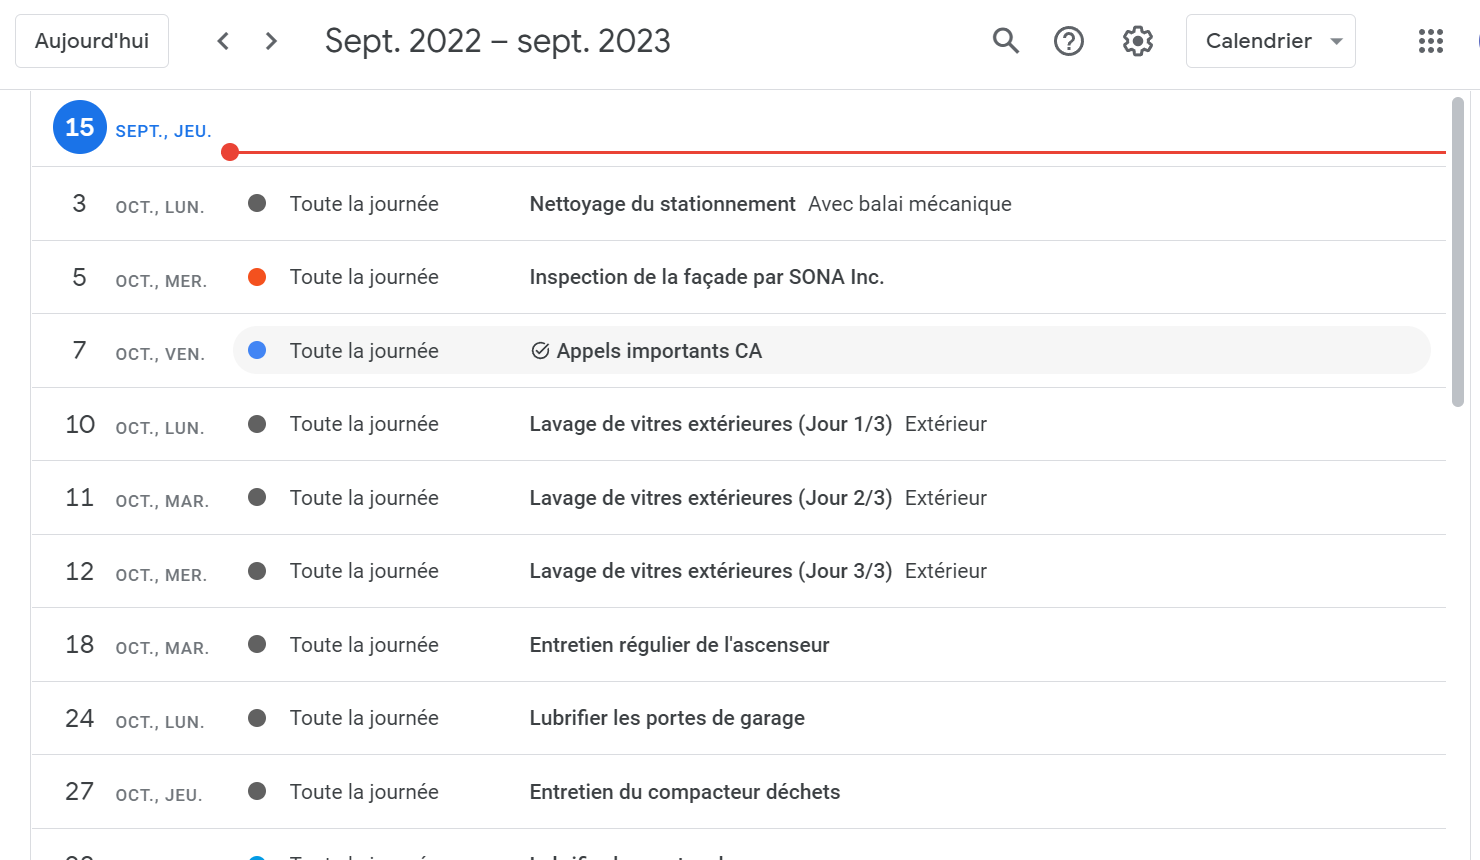 Aujourd'hui Sept. 2022 – sept. 2023 Calendrier
15 SEPT., JEU.
3 OCT., LUN. Toute la journée Nettoyage du stationnement Avec balai mécanique
5 OCT., MER. Toute la journée Inspection de la façade par SONA Inc.
7 OCT., VEN. Toute la journée Appels importants CA
10 OCT., LUN. Toute la journée Lavage de vitres extérieures (Jour 1/3) Extérieur
11 OCT., MAR. Toute la journée Lavage de vitres extérieures (Jour 2/3) Extérieur
12 OCT., MER. Toute la journée Lavage de vitres extérieures (Jour 3/3) Extérieur
18 OCT., MAR. Toute la journée Entretien régulier de l'ascenseur
24 OCT., LUN. Toute la journée Lubrifier les portes de garage
27 OCT., JEU. Toute la journée Entretien du compacteur déchets